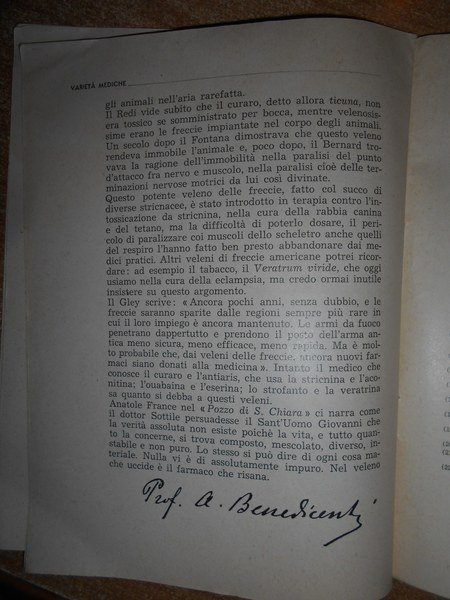 VARIETÀ MEDICHE
gli animali nell'aria rarefatta.
Il Redi vide subito che il curaro, detto allora ticuna, non
era tossico se somministrato per bocca, mentre velenosis-
sime erano le freccie impiantate nel corpo degli animali.
Un secolo dopo il Fontana dimostrava che questo veleno
rendeva immobile l'animale e, poco dopo, il Bernard tro-
vava la ragione dell'immobilità nella paralisi del punto
d'attacco fra nervo e muscolo, nella paralisi cioè delle ter-
minazioni nervose motrici da lui così divinate.
Questo potente veleno delle freccie, fatto col succo di
diverse stricnacee, è stato introdotto in terapia contro l'in-
tossicazione da stricnina, nella cura della rabbia canina
e del tetano, ma la difficoltà di poterlo dosare, il peri-
colo di paralizzare coi muscoli dello scheletro anche quelli
del respiro l'hanno fatto ben presto abbandonare dai me-
dici pratici. Altri veleni di freccie americane potrei ricor-
dare: ad esempio il tabacco, il Veratrum viride, che oggi
usiamo nella cura della eclampsia, ma credo ormai inutile
insistere su questo argomento.
Il Gley scrive: « Ancora pochi anni, senza dubbio, e le
freccie saranno sparite dalle regioni sempre più rare in
cui il loro impiego è ancora mantenuto. Le armi da fuoco
penetrano dappertutto e prendono il posto dell'arma an-
tica meno sicura, meno efficace, meno rapida. Ma è mol-
to probabile che, dai veleni delle freccie, ancora nuovi far-
maci siano donati alla medicina ». Intanto il medico che
conosce il curaro e l'antiaris, che usa la stricnina e l'aco-
nitina; l'ouabaina e l'eserina; lo strofanto e la veratrina
sa quanto si debba a questi veleni.
Anatole France nel « Pozzo di S. Chiara » ci narra come
il dottor Sottile persuadesse il Sant'Uomo Giovanni che
la verità assoluta non esiste poichè la vita, e tutto quan-
to la concerne, si trova composto, mescolato, diverso, in-
stabile e non puro. Lo stesso si può dire di ogni cosa ma-
teriale. Nulla vi è di assolutamente impuro. Nel veleno
che uccide è il farmaco che risana.
Prof. A. Benedicenti